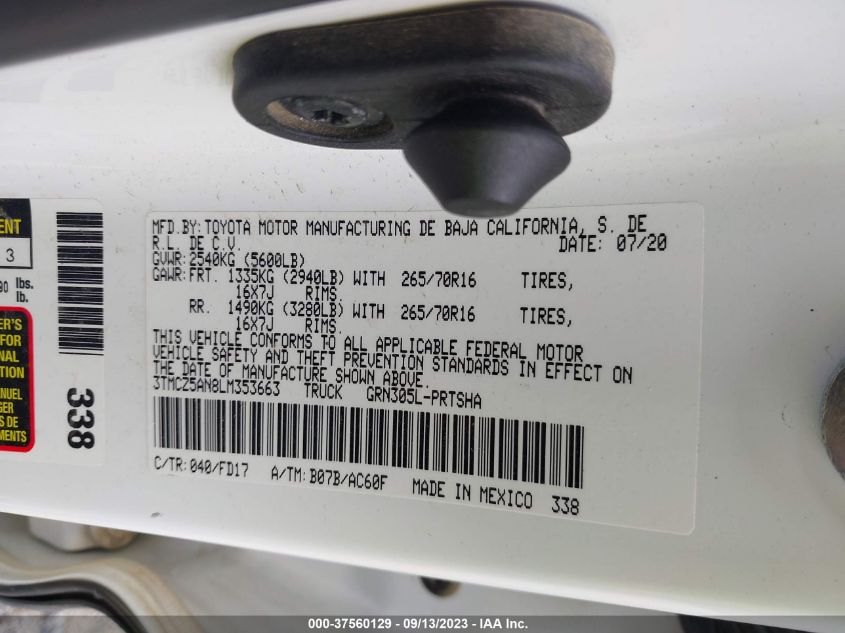 MFD.BY: TOYOTA MOTOR MANUFACTURING DE BAJA CALIFORNIA, S. DE
R.L. DE C.V. DATE: 07/20
GVWR: 2540KG (5600LB)
GAWR: FRT. 1335KG (2940LB) WITH 265/70R16 TIRES,
16X7J RIMS.
RR. 1490KG (3280LB) WITH 265/70R16 TIRES,
16X7J RIMS.
THIS VEHICLE CONFORMS TO ALL APPLICABLE FEDERAL MOTOR
VEHICLE SAFETY AND THEFT PREVENTION STANDARDS IN EFFECT ON
THE DATE OF MANUFACTURE SHOWN ABOVE.
3TMCZ5AN8LM353663 TRUCK GRN305L-PRTSHA
C/TR: 040/FD17 A/TM: B07B/AC60F MADE IN MEXICO 338
3
lbs.
lb.
FOR
338
000-37560129 - 09/13/2023 - IAA Inc.